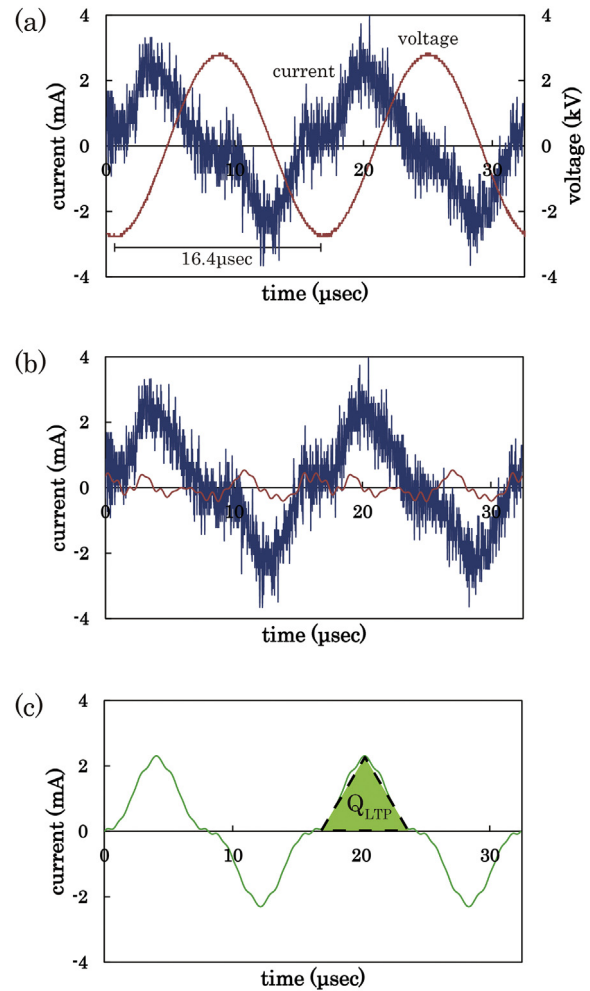 (a)
4
2
0
-2
-4
current (mA)
0
10
20
30
4
2
0
-2
-4
voltage (kV)
voltage
current
16.4µsec
time (µsec)
(b)
4
2
0
-2
-4
current (mA)
0
10
20
30
time (µsec)
(c)
4
2
0
-2
-4
current (mA)
0
10
20
30
QLTP
time (µsec)